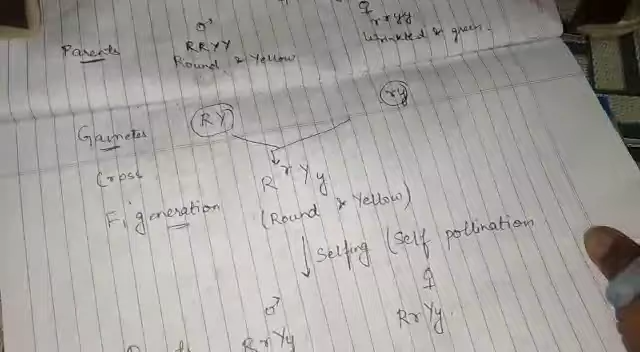 ♂ ♀
Parents RRYY rryy
Round & Yellow Wrinkled & green
Gametes RY ry
Cross
RrYy
F1 generation (Round & Yellow)
Selfing (Self pollination
♂ ♀
RrYy RrYy